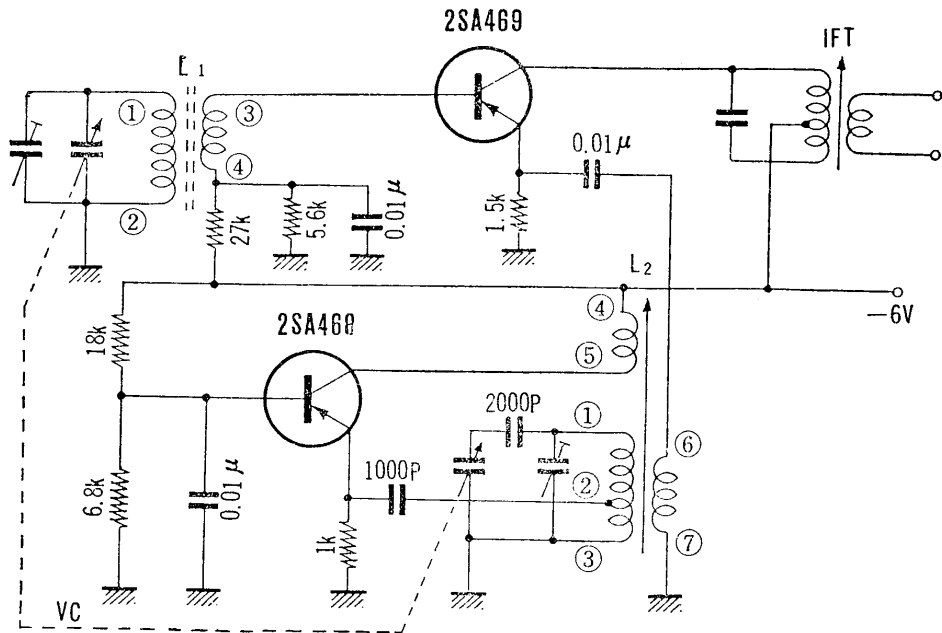 2SA469
IFT
L1
①
③
④
②
0.01μ
27k
5.6k
0.01μ
1.5k
L2
−6V
2SA468
④
18k
⑤
2000P
①
⑥
1000P
②
6.8k
0.01μ
1k
③
⑦
VC